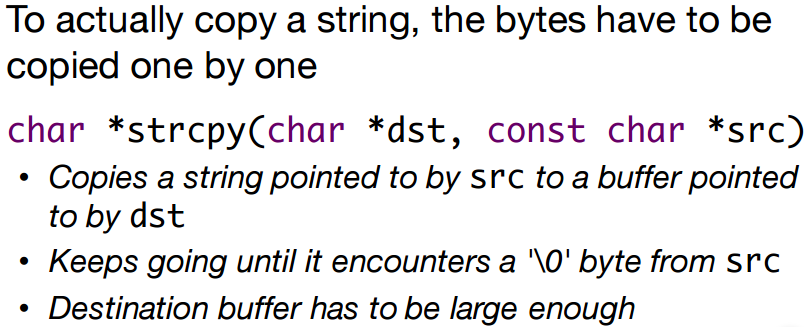 To actually copy a string, the bytes have to be
copied one by one
char *strcpy(char *dst, const char *src)
• Copies a string pointed to by src to a buffer pointed
to by dst
• Keeps going until it encounters a '\0' byte from src
• Destination buffer has to be large enough